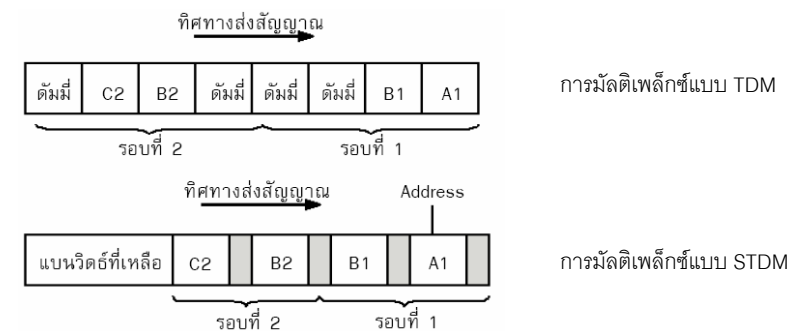 ทิศทางส่งสัญญาณ
ดัมมี่ C2 B2 ดัมมี่ ดัมมี่ ดัมมี่ B1 A1
การมัลติเพล็กซ์แบบ TDM
รอบที่ 2 รอบที่ 1
ทิศทางส่งสัญญาณ
Address
แบนวิดธ์ที่เหลือ C2 B2 B1 A1
การมัลติเพล็กซ์แบบ STDM
รอบที่ 2 รอบที่ 1